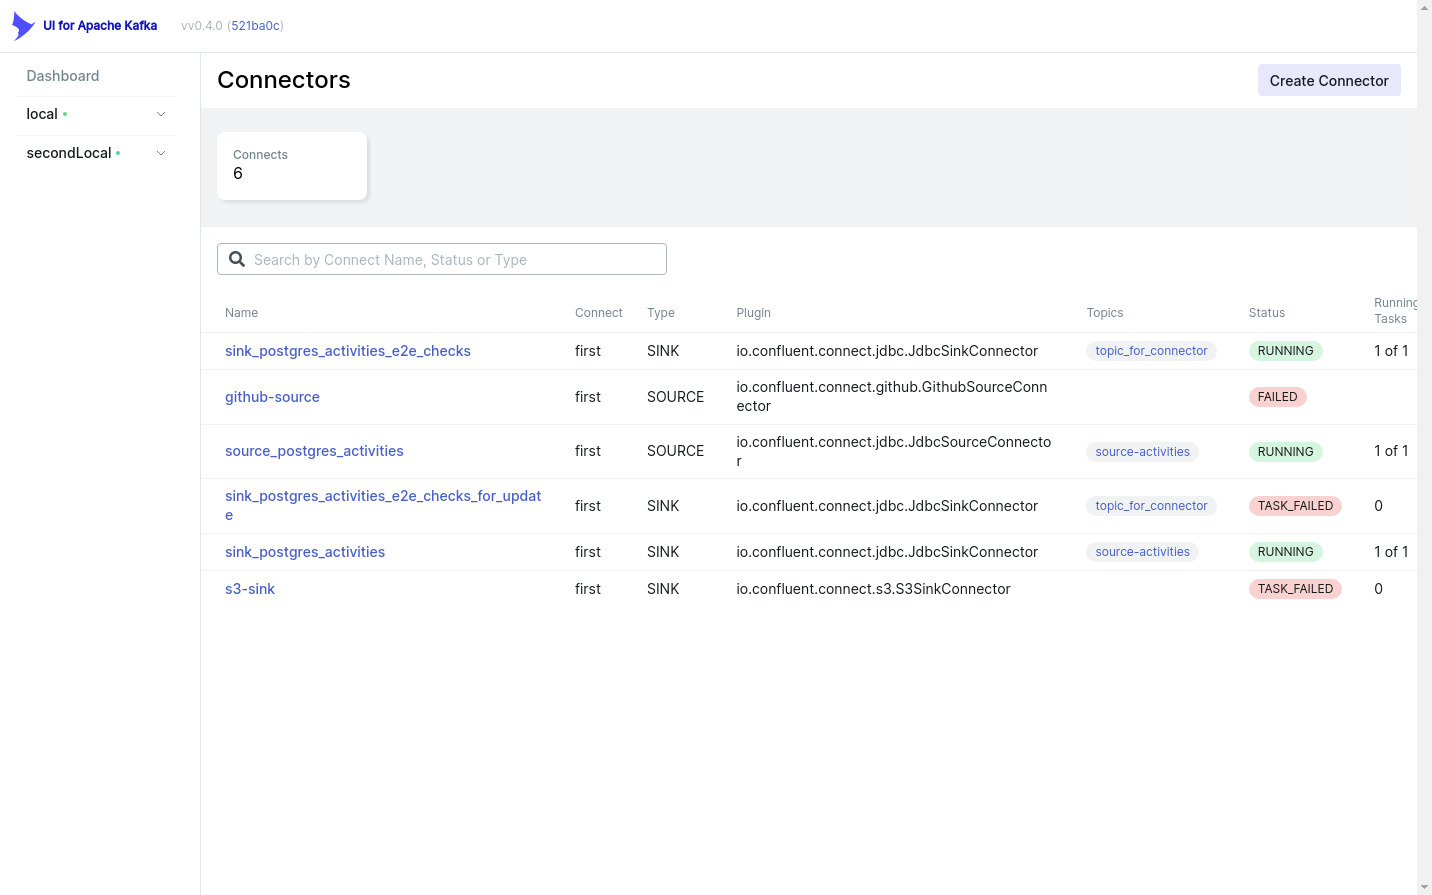 UI for Apache Kafka vv0.4.0 (521ba0c)
Dashboard
local
secondLocal
Connectors
Create Connector
Connects
6
Search by Connect Name, Status or Type
Name Connect Type Plugin Topics Status Running
Tasks
sink_postgres_activities_e2e_checks first SINK io.confluent.connect.jdbc.JdbcSinkConnector topic_for_connector RUNNING 1 of 1
github-source first SOURCE io.confluent.connect.github.GithubSourceConn
ector FAILED
source_postgres_activities first SOURCE io.confluent.connect.jdbc.JdbcSourceConnecto
r source-activities RUNNING 1 of 1
sink_postgres_activities_e2e_checks_for_updat
e first SINK io.confluent.connect.jdbc.JdbcSinkConnector topic_for_connector TASK_FAILED 0
sink_postgres_activities first SINK io.confluent.connect.jdbc.JdbcSinkConnector source-activities RUNNING 1 of 1
s3-sink first SINK io.confluent.connect.s3.S3SinkConnector TASK_FAILED 0